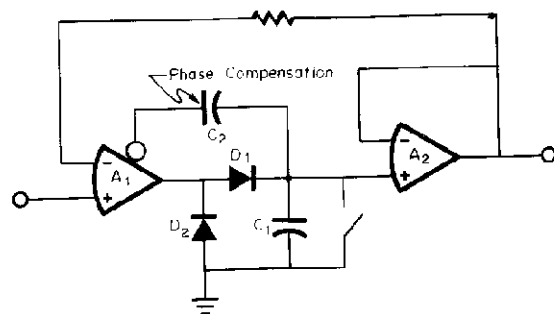 Phase Compensation
C2
D1
A1
A2
D2
C1